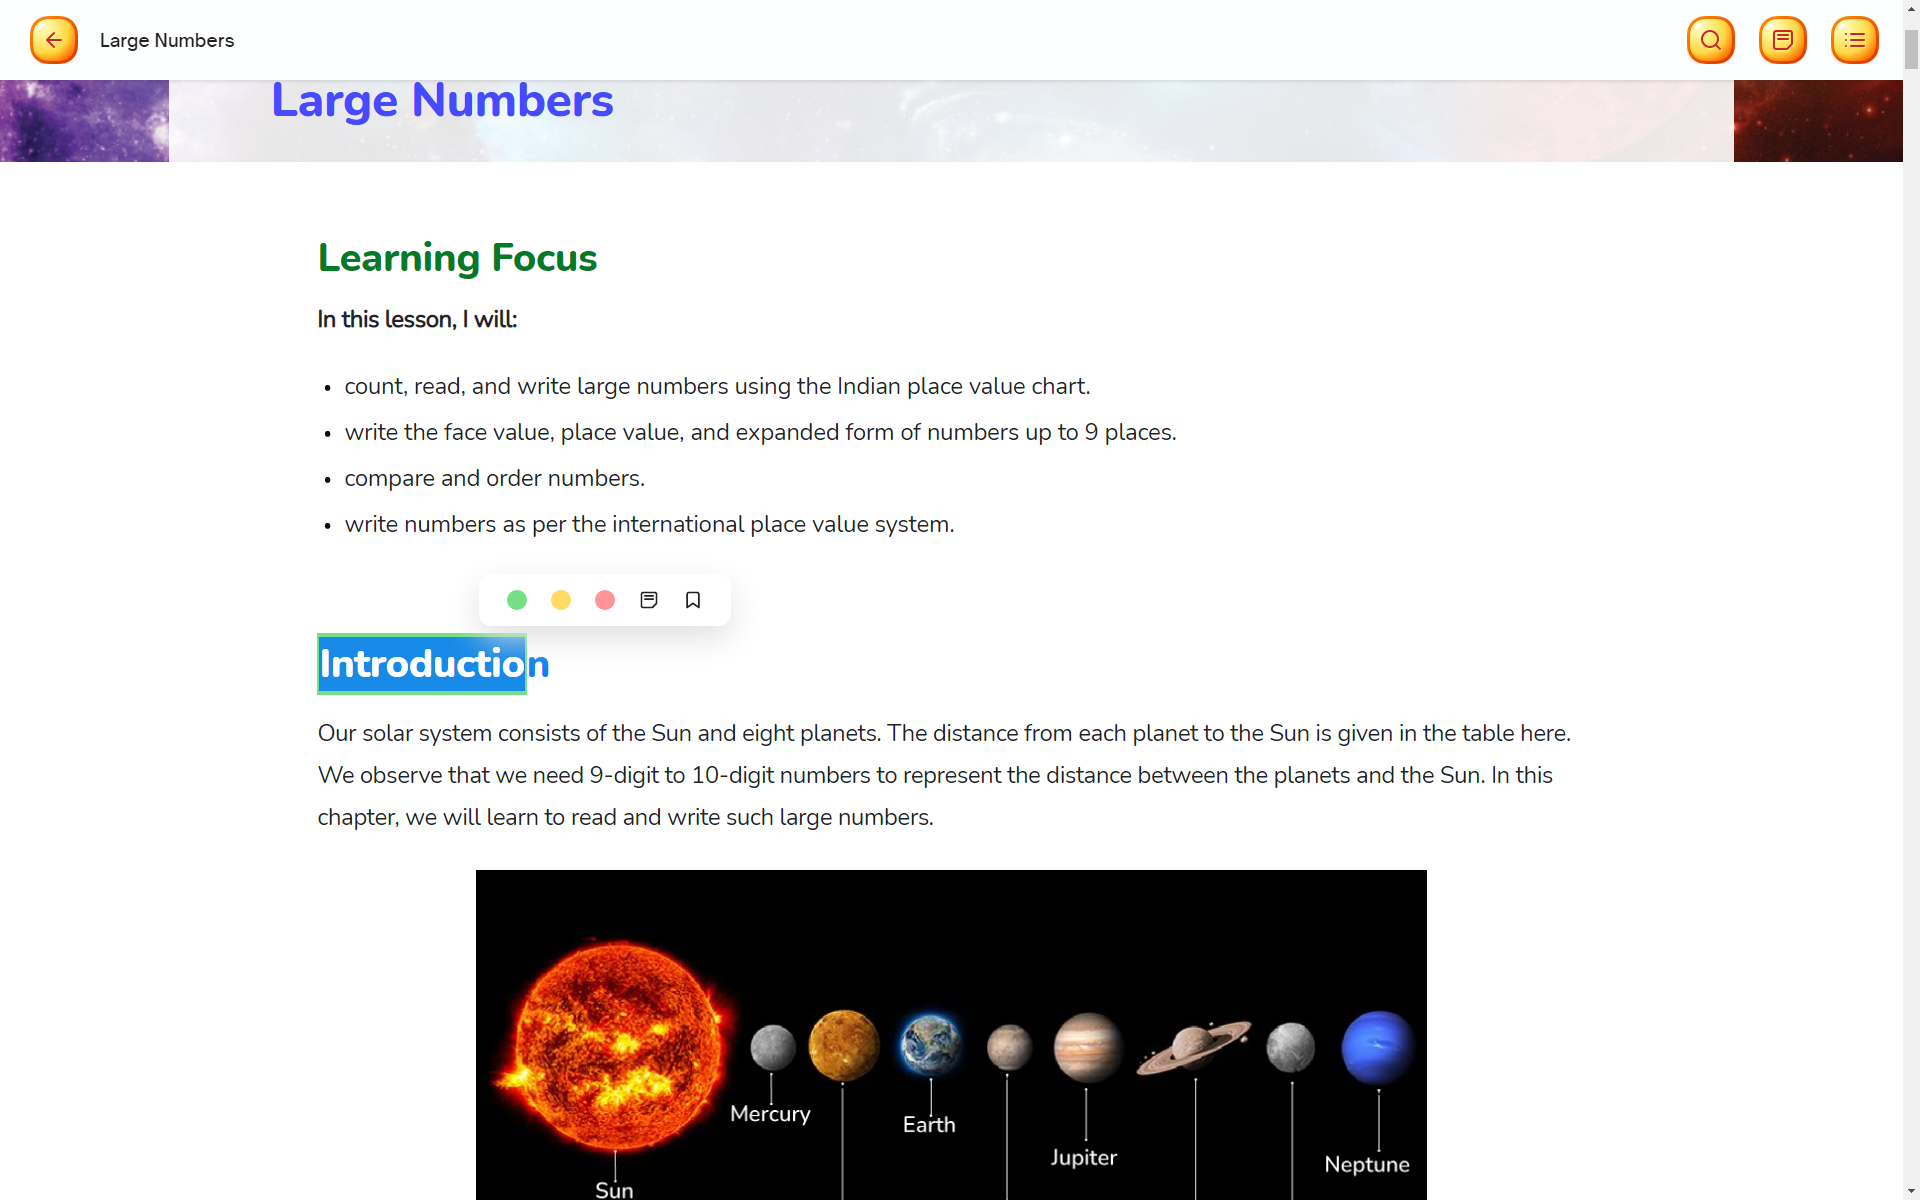 Large Numbers
Large Numbers
Learning Focus
In this lesson, I will:
• count, read, and write large numbers using the Indian place value chart.
• write the face value, place value, and expanded form of numbers up to 9 places.
• compare and order numbers.
• write numbers as per the international place value system.
Introduction
Our solar system consists of the Sun and eight planets. The distance from each planet to the Sun is given in the table here.
We observe that we need 9-digit to 10-digit numbers to represent the distance between the planets and the Sun. In this
chapter, we will learn to read and write such large numbers.
Mercury
Earth
Jupiter
Neptune
Sun